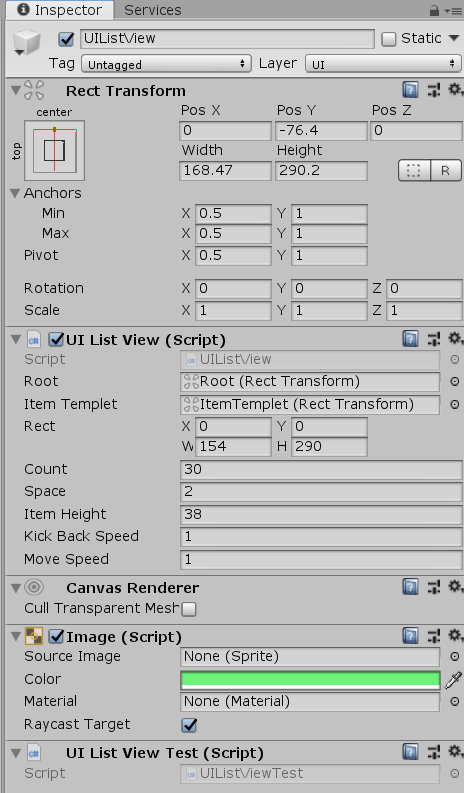 Inspector Services
UIListView Static
Tag Untagged Layer UI
Rect Transform
center Pos X Pos Y Pos Z
top 0 -76.4 0
Width Height
168.47 290.2 R
Anchors
Min X 0.5 Y 1
Max X 0.5 Y 1
Pivot X 0.5 Y 1
Rotation X 0 Y 0 Z 0
Scale X 1 Y 1 Z 1
UI List View (Script)
Script UIListView
Root Root (Rect Transform)
Item Templet ItemTemplet (Rect Transform)
Rect X 0 Y 0
W 154 H 290
Count 30
Space 2
Item Height 38
Kick Back Speed 1
Move Speed 1
Canvas Renderer
Cull Transparent Mesh
Image (Script)
Source Image None (Sprite)
Color
Material None (Material)
Raycast Target
UI List View Test (Script)
Script UIListViewTest